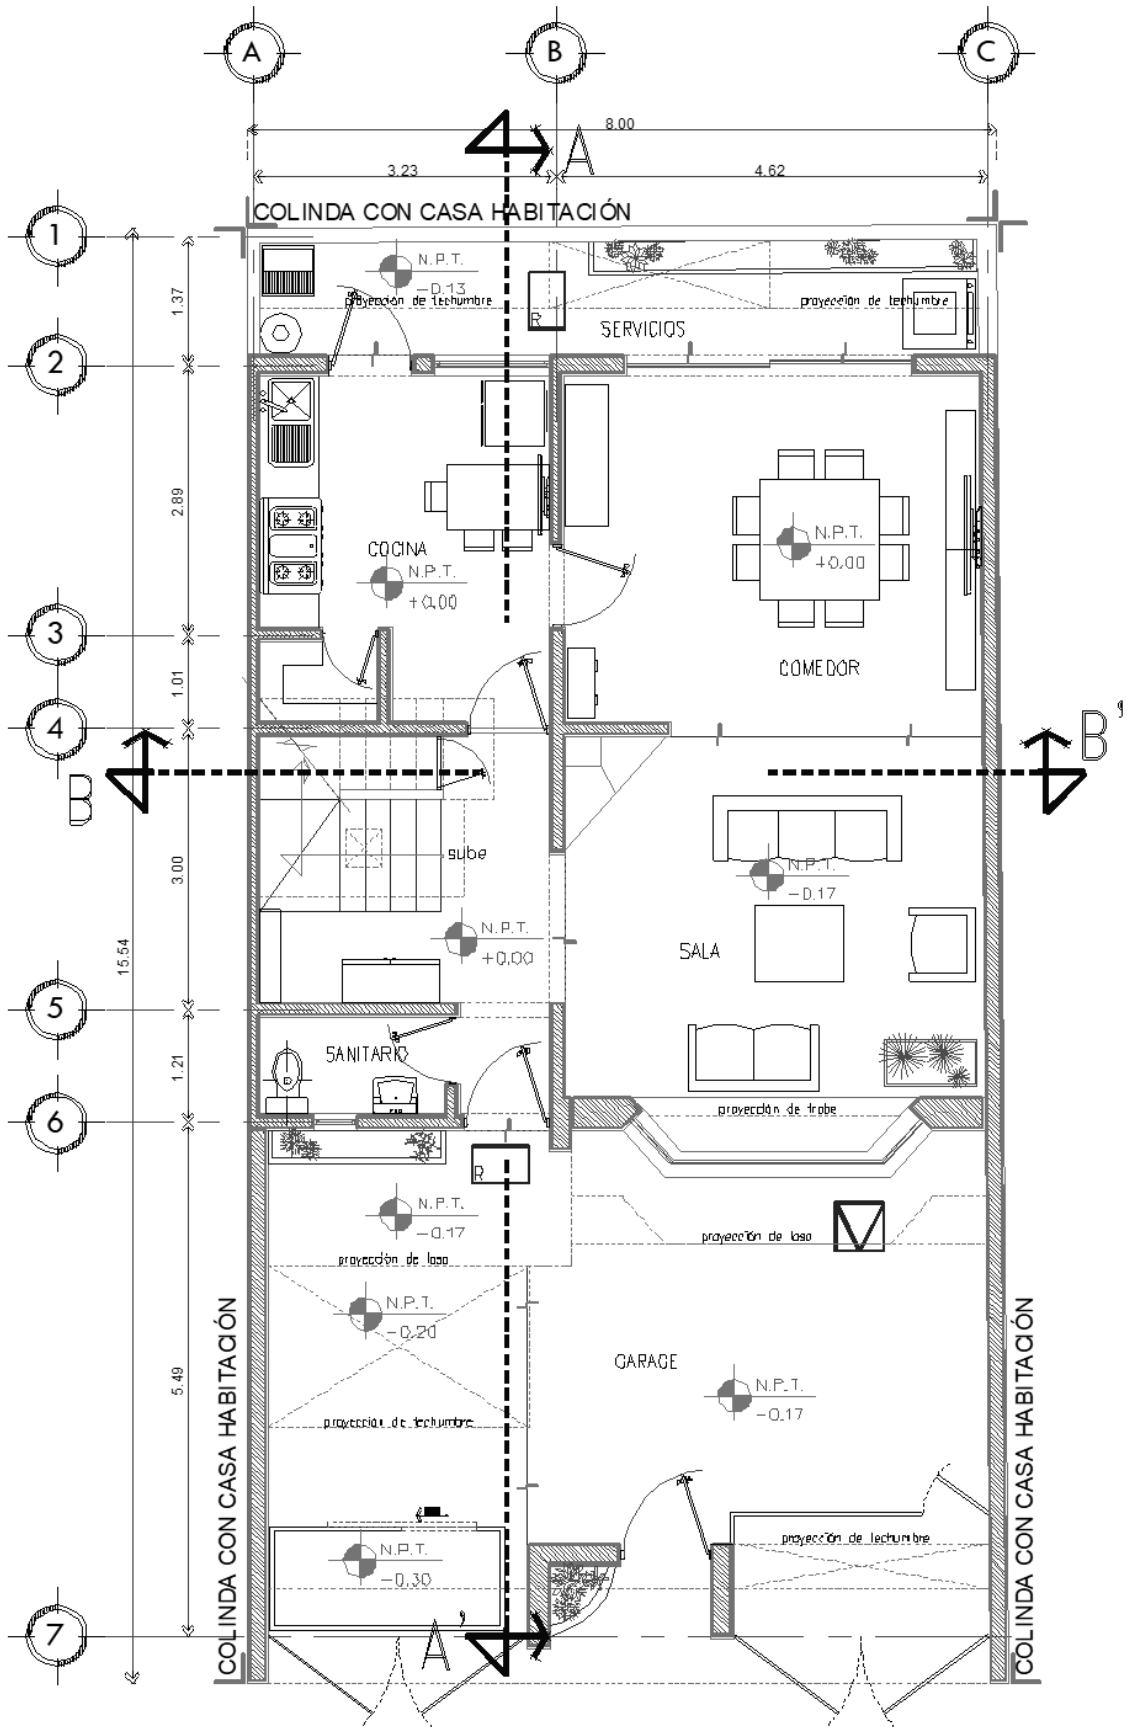 A
B
C
8.00
A
3.23
4.62
COLINDA CON CASA HABITACIÓN
1
N.P.T.
-0.13
1.37
proyección de techumbre
proyección de techumbre
R
SERVICIOS
2
2.89
COCINA
N.P.T.
+0.00
N.P.T.
+0.00
3
1.01
COMEDOR
4
B'
B
3.00
sube
N.P.T.
-0.17
N.P.T.
+0.00
SALA
15.54
5
1.21
SANITARIO
6
proyección de trabe
R
N.P.T.
-0.17
proyección de losa
proyección de losa
N.P.T.
-0.20
GARAGE
5.49
N.P.T.
-0.17
proyección de techumbre
COLINDA CON CASA HABITACIÓN
COLINDA CON CASA HABITACIÓN
proyección de techumbre
N.P.T.
-0.30
7
A'